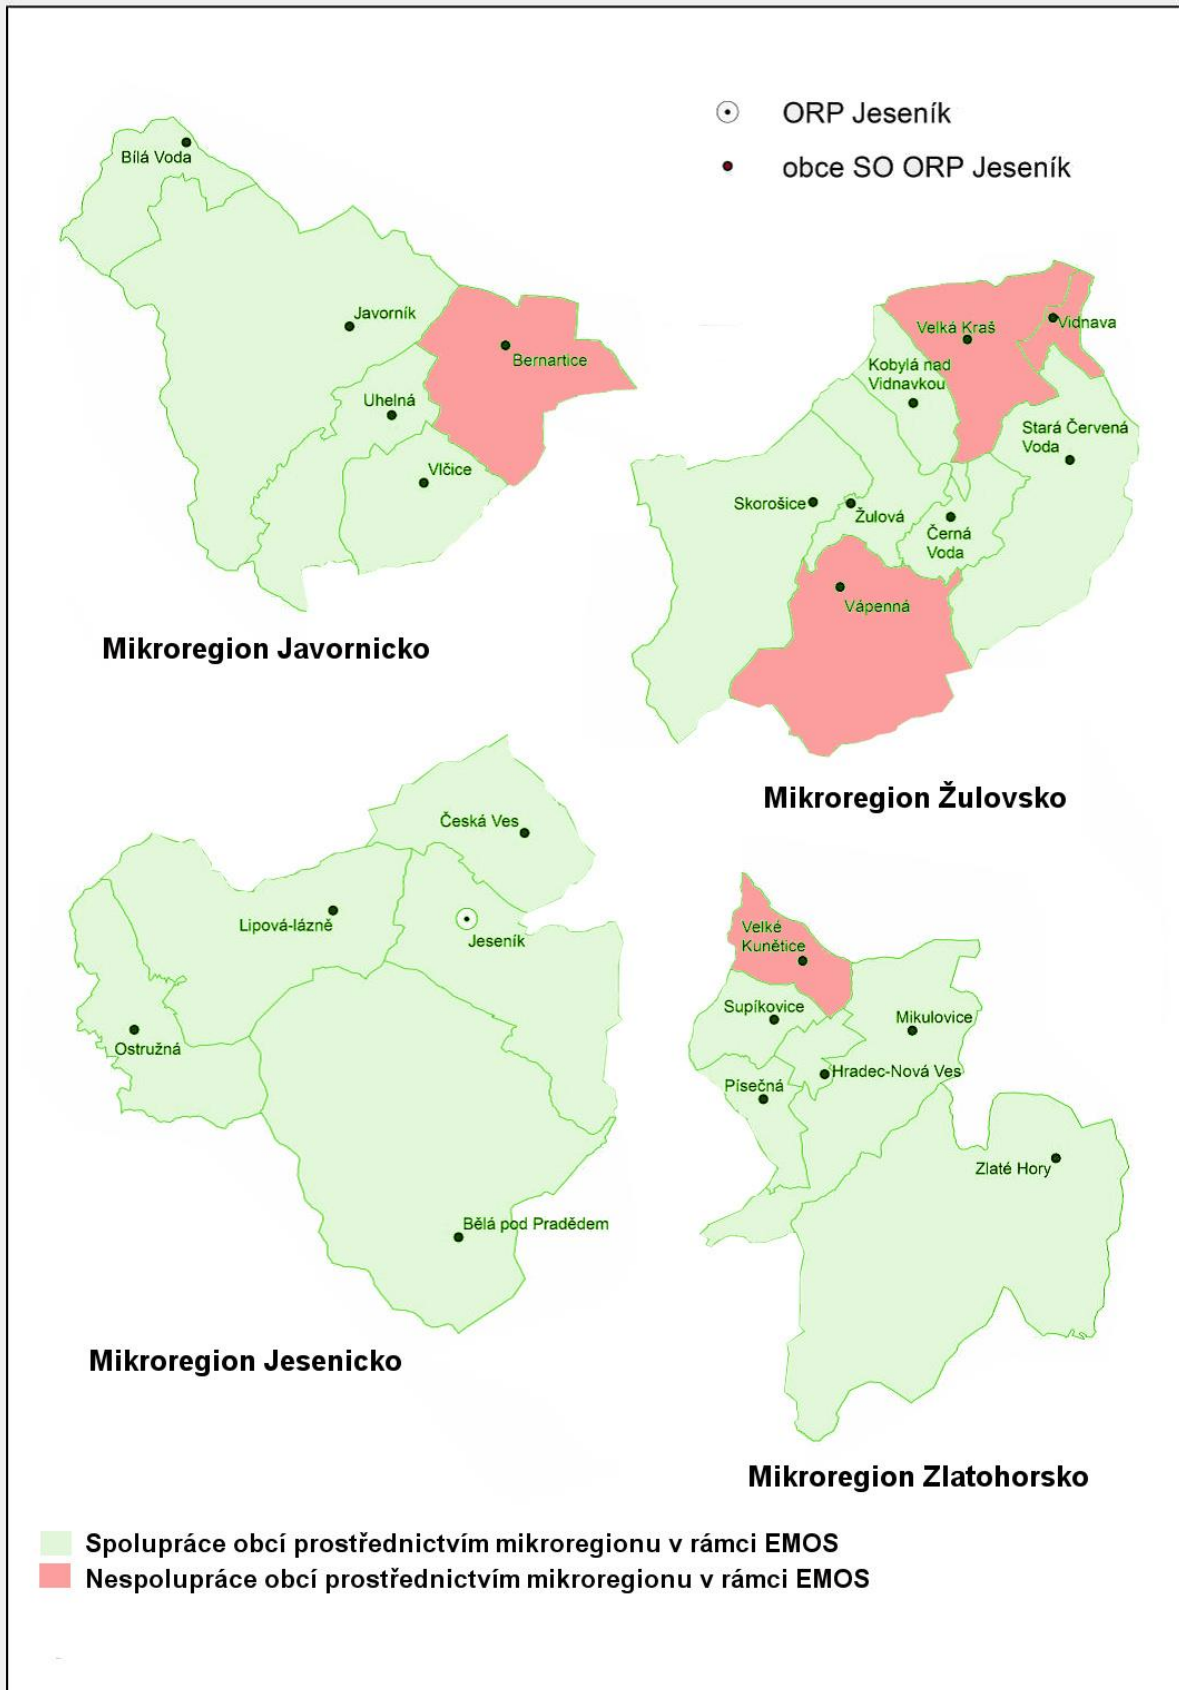 ORP Jeseník
obce SO ORP Jeseník
Bílá Voda
Javorník
Bernartice
Uhelná
Vlčice
Mikroregion Javornicko
Velká Kraš
Vidnava
Kobylá nad
Vidnavkou
Stará Červená
Voda
Skorošice
Žulová
Černá
Voda
Vápenná
Mikroregion Žulovsko
Česká Ves
Lipová-lázně
Jeseník
Ostružná
Bělá pod Pradědem
Mikroregion Jesenicko
Velké
Kunětice
Supíkovice
Mikulovice
Hradec-Nová Ves
Písečná
Zlaté Hory
Mikroregion Zlatohorsko
Spolupráce obcí prostřednictvím mikroregionu v rámci EMOS
Nespolupráce obcí prostřednictvím mikroregionu v rámci EMOS